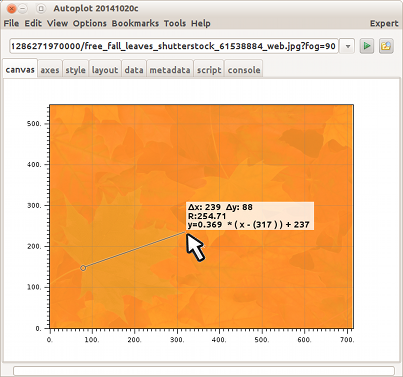 Autoplot 20141020c
File Edit View Options Bookmarks Tools Help Expert
1286271970000/free_fall_leaves_shutterstock_61538884_web.jpg?fog=90
canvas axes style layout data metadata script console
500.
400.
300.
Δx: 239 Δy: 88
R:254.71
y=0.369 * ( x - (317 ) ) + 237
200.
100.
0.
0. 100. 200. 300. 400. 500. 600. 700.